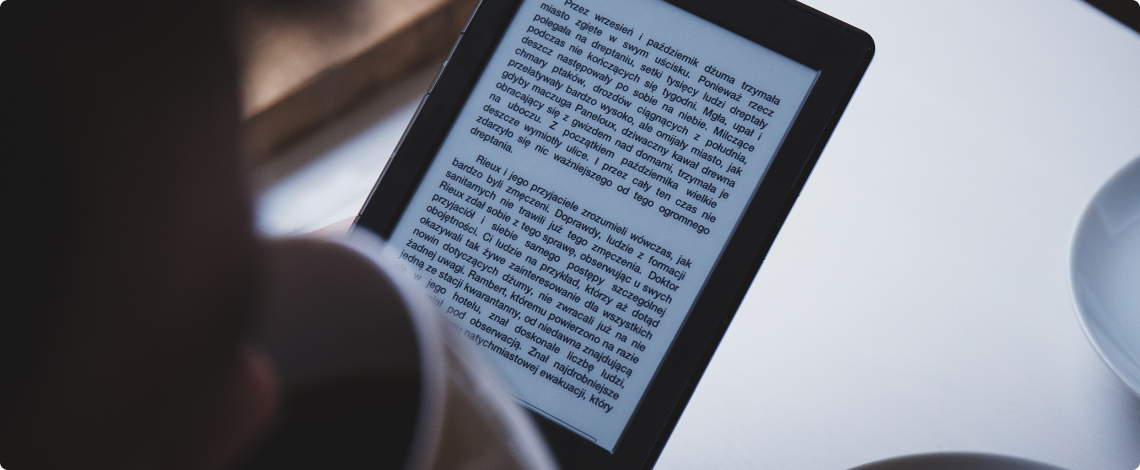 Przez wrzesień i październik dżuma trzymała
miasto zgięte w swym uścisku. Ponieważ rzecz
polegała na dreptaniu, setki tysięcy ludzi dreptały
podczas nie kończących się tygodni. Mgła, upał i
deszcz następowały po sobie na niebie. Milczące
chmary ptaków, drozdów ciągnących z południa,
przelatywały bardzo wysoko, ale omijały miasto, jak
gdyby maczuga Paneloux, dziwaczny kawał drewna
obracający się z gwizdem nad domami, trzymała je
na uboczu. Z początkiem października wielkie
deszcze wymiotły ulice. I przez cały ten czas nie
zdarzyło się nic ważniejszego od tego ogromnego
dreptania.
Rieux i jego przyjaciele zrozumieli wówczas, jak
bardzo byli zmęczeni. Doprawdy, ludzie z formacji
sanitarnych nie trawili już tego zmęczenia. Doktor
Rieux zdał sobie z tego sprawę, obserwując u swych
przyjaciół i siebie samego postępy szczególnej
obojętności. Ci ludzie na przykład, którzy aż dotąd
okazywali tak żywe zainteresowanie dla wszystkich
nowin dotyczących dżumy, nie zwracali już na nie
żadnej uwagi. Rambert, któremu powierzono na razie
jedną ze stacji kwarantanny, od niedawna znajdującą
się w jego hotelu, znał doskonale liczbę ludzi,
pod obserwacją. Znał najdrobniejsze
natychmiastowej ewakuacji, który